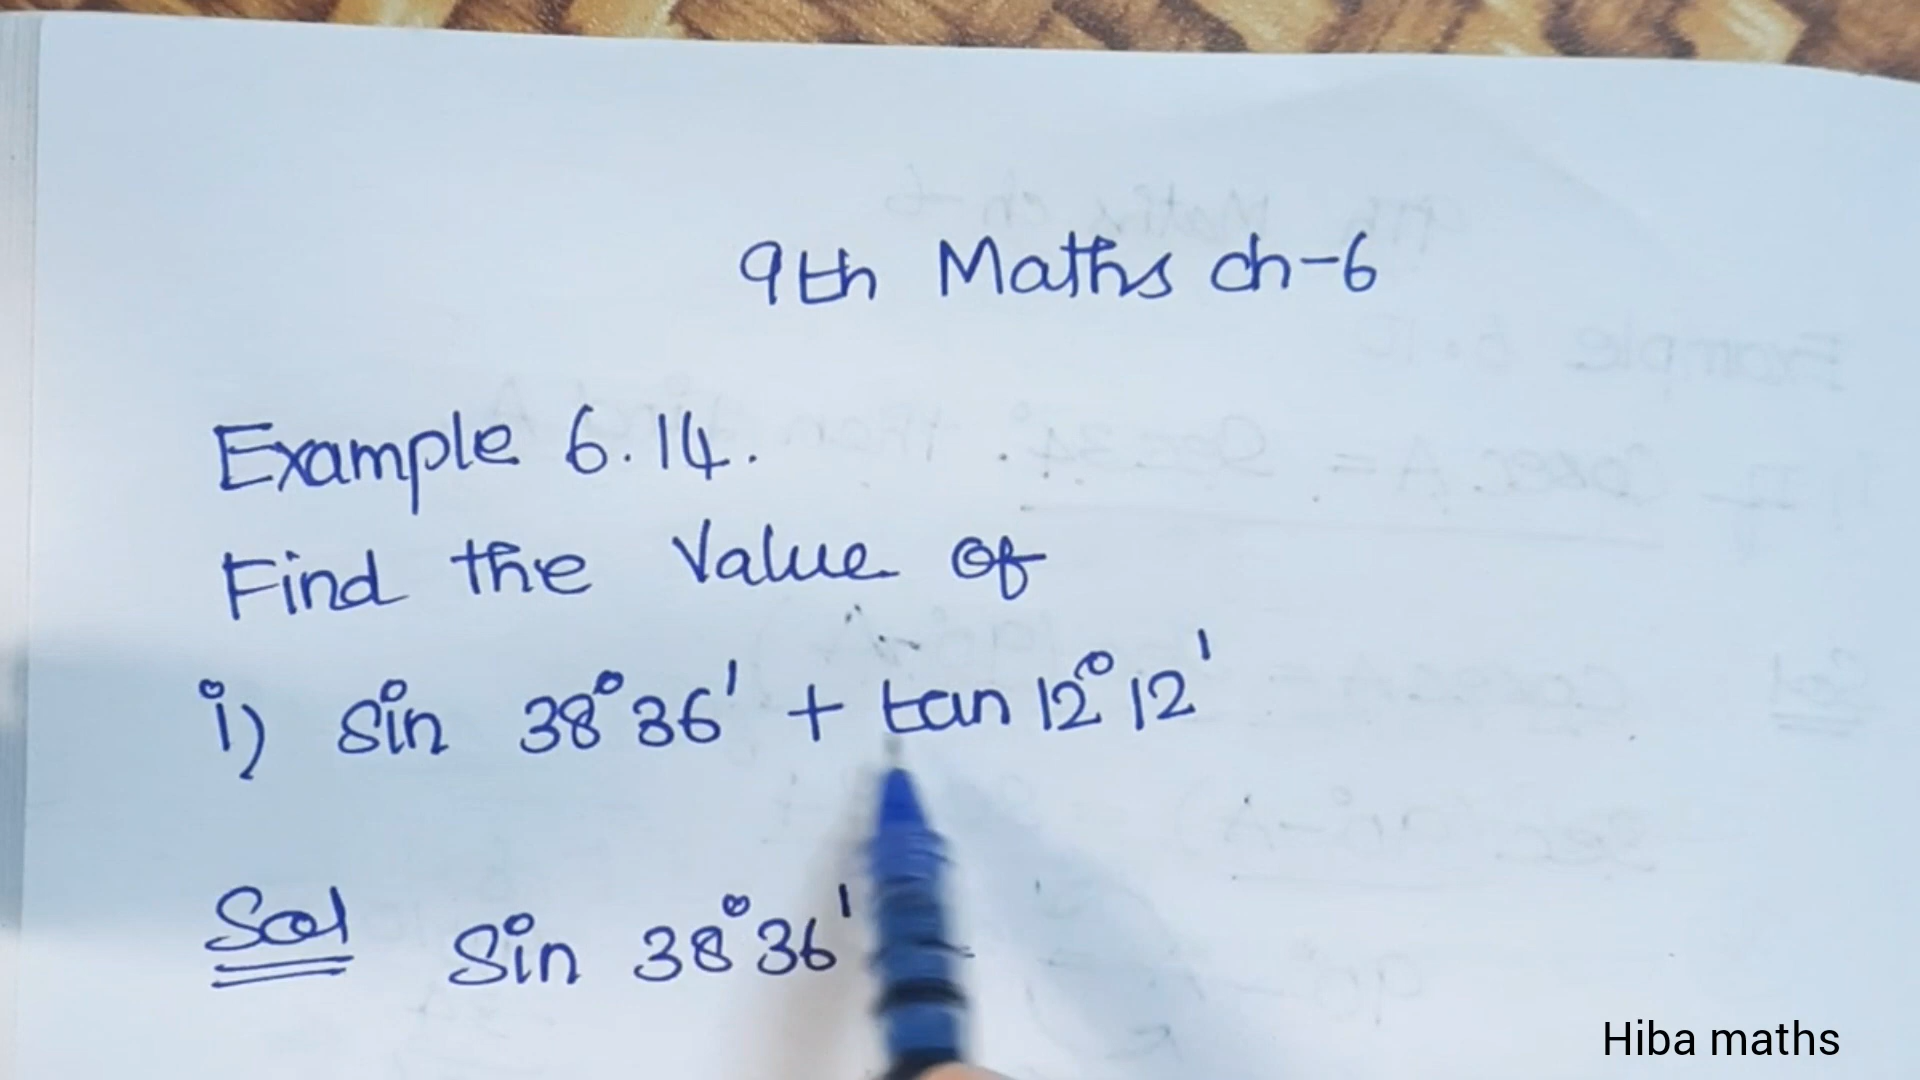 9th Maths ch-6
Example 6.14.
Find the Value of
i) Sin 38°36' + tan 12°12'
Sol Sin 38°36'
Hiba maths